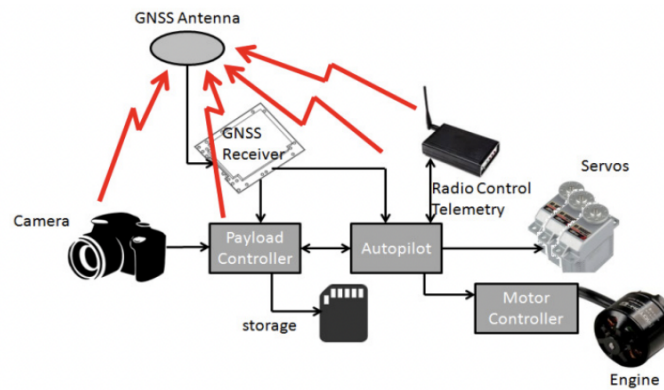 GNSS Antenna
GNSS
Receiver
Radio Control
Telemetry
Servos
Camera
Payload
Controller
Autopilot
storage
Motor
Controller
Engine